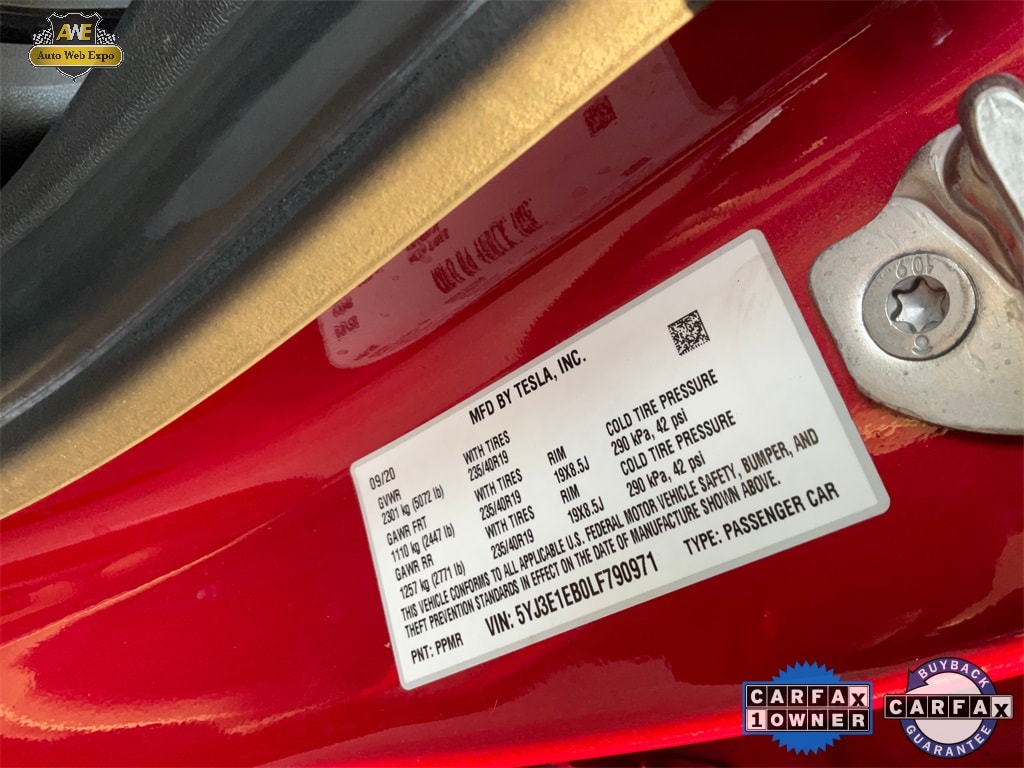 AWE
Auto Web Expo
MFD BY TESLA, INC.
09/20
GVWR WITH TIRES RIM COLD TIRE PRESSURE
2301 kg (5072 lb) 235/40R19 19X8.5J 290 kPa, 42 psi
GAWR FRT WITH TIRES RIM COLD TIRE PRESSURE
1110 kg (2447 lb) 235/40R19 19X8.5J 290 kPa, 42 psi
GAWR RR WITH TIRES
1257 kg (2771 lb) 235/40R19
THIS VEHICLE CONFORMS TO ALL APPLICABLE U.S. FEDERAL MOTOR VEHICLE SAFETY, BUMPER, AND
THEFT PREVENTION STANDARDS IN EFFECT ON THE DATE OF MANUFACTURE SHOWN ABOVE.
PNT: PPMR VIN: 5YJ3E1EB0LF790971 TYPE: PASSENGER CAR
10.9
CARFAX
1 OWNER
BUYBACK
CARFAX
GUARANTEE